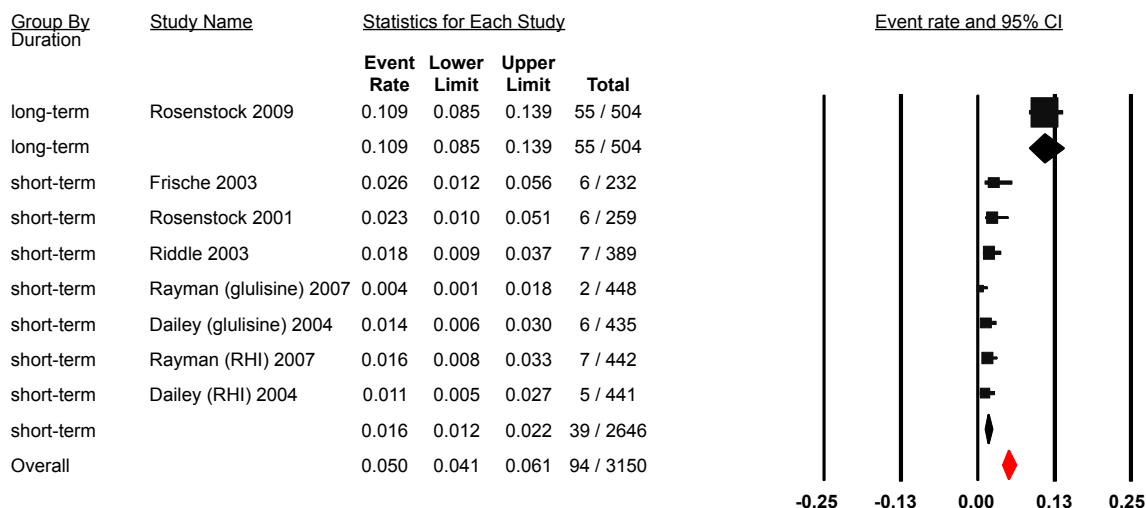 Group By Study Name Statistics for Each Study Event rate and 95% CI
Duration
Event Lower Upper
Rate Limit Limit Total
long-term Rosenstock 2009 0.109 0.085 0.139 55 / 504
long-term 0.109 0.085 0.139 55 / 504
short-term Frische 2003 0.026 0.012 0.056 6 / 232
short-term Rosenstock 2001 0.023 0.010 0.051 6 / 259
short-term Riddle 2003 0.018 0.009 0.037 7 / 389
short-term Rayman (glulisine) 2007 0.004 0.001 0.018 2 / 448
short-term Dailey (glulisine) 2004 0.014 0.006 0.030 6 / 435
short-term Rayman (RHI) 2007 0.016 0.008 0.033 7 / 442
short-term Dailey (RHI) 2004 0.011 0.005 0.027 5 / 441
short-term 0.016 0.012 0.022 39 / 2646
Overall 0.050 0.041 0.061 94 / 3150
-0.25 -0.13 0.00 0.13 0.25